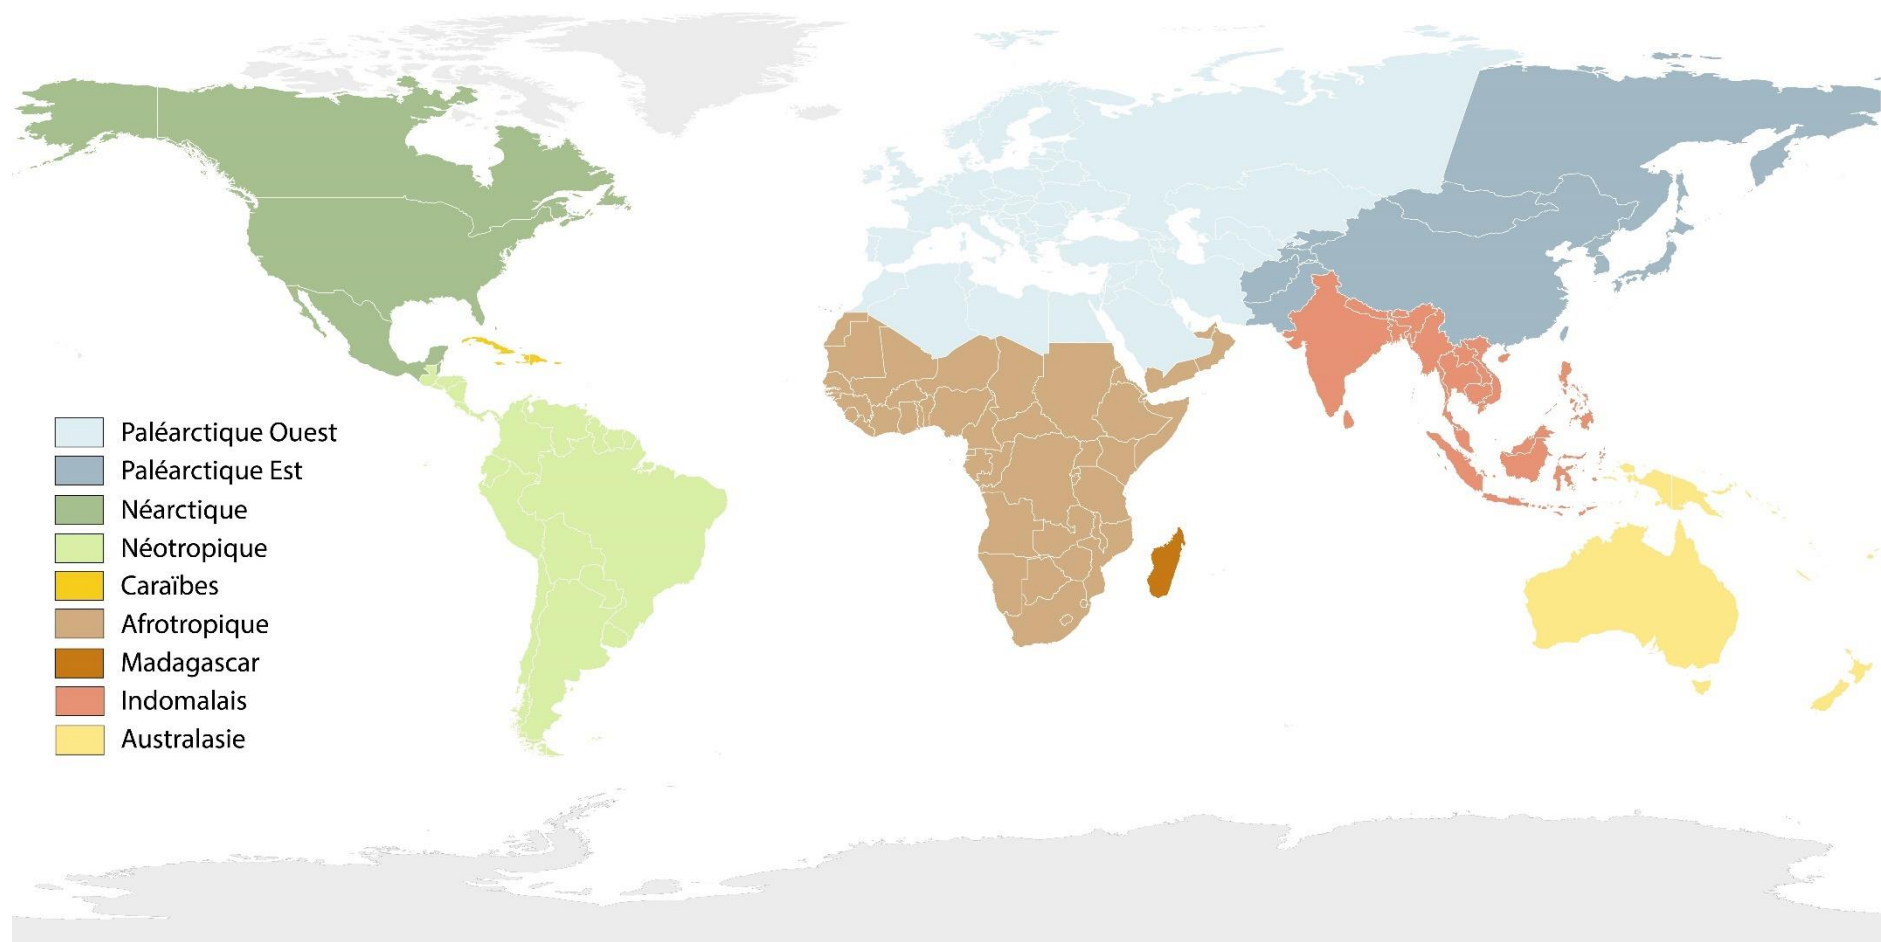 Paléarctique Ouest
Paléarctique Est
Néarctique
Néotropique
Caraïbes
Afrotropique
Madagascar
Indomalais
Australasie